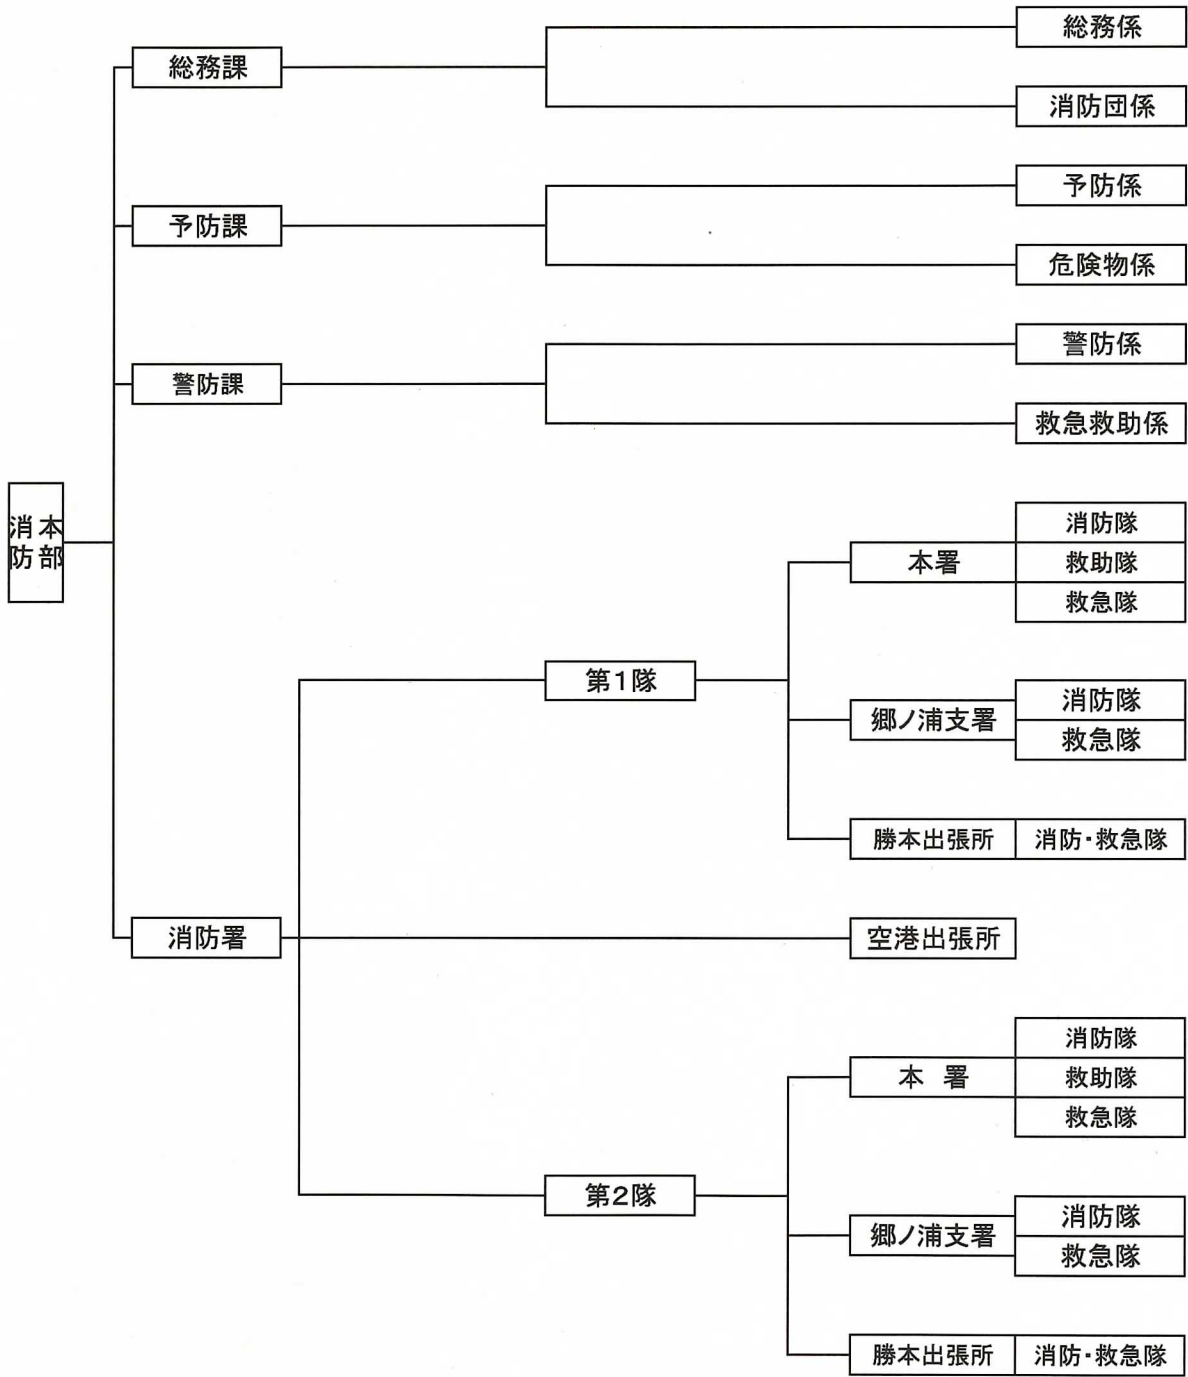 消防本部
総務課
総務係
消防団係
予防課
予防係
危険物係
警防課
警防係
救急救助係
消防署
第1隊
本署
消防隊
救助隊
救急隊
郷ノ浦支署
消防隊
救急隊
勝本出張所
消防・救急隊
空港出張所
第2隊
本 署
消防隊
救助隊
救急隊
郷ノ浦支署
消防隊
救急隊
勝本出張所
消防・救急隊